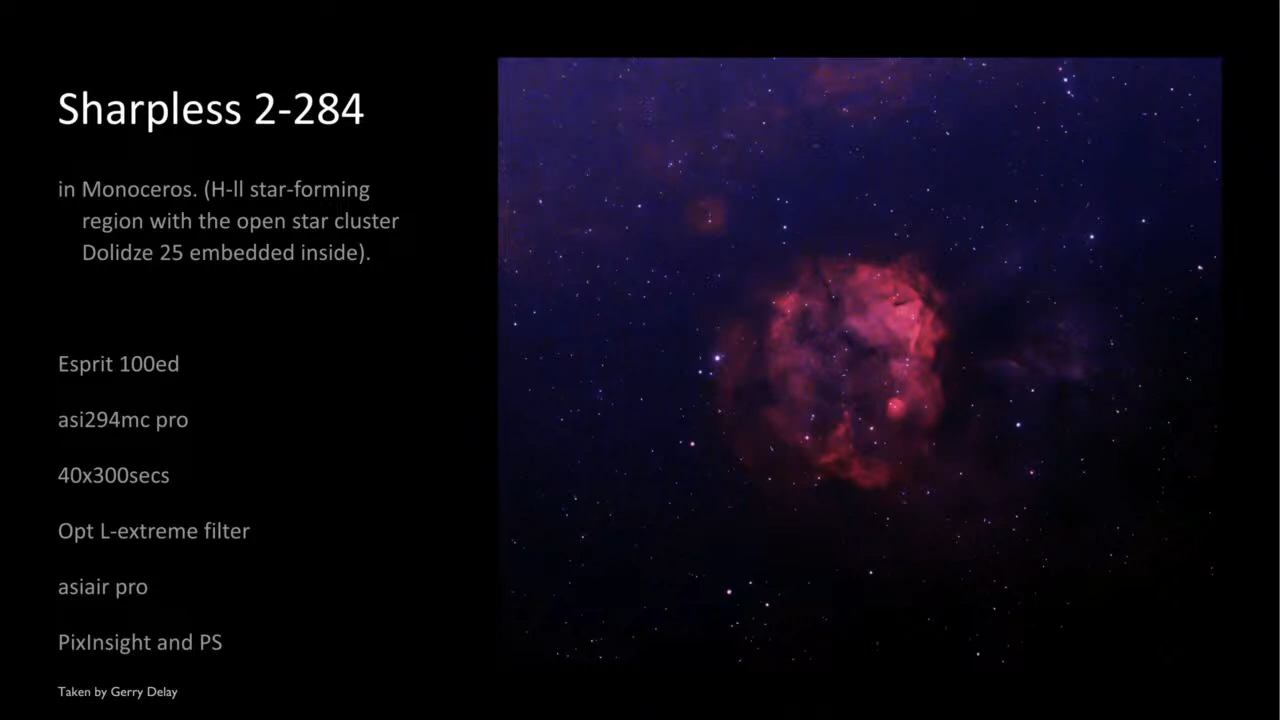 Sharpless 2-284
in Monoceros. (H-ll star-forming
region with the open star cluster
Dolidze 25 embedded inside).
Esprit 100ed
asi294mc pro
40x300secs
Opt L-extreme filter
asiair pro
PixInsight and PS
Taken by Gerry Delay